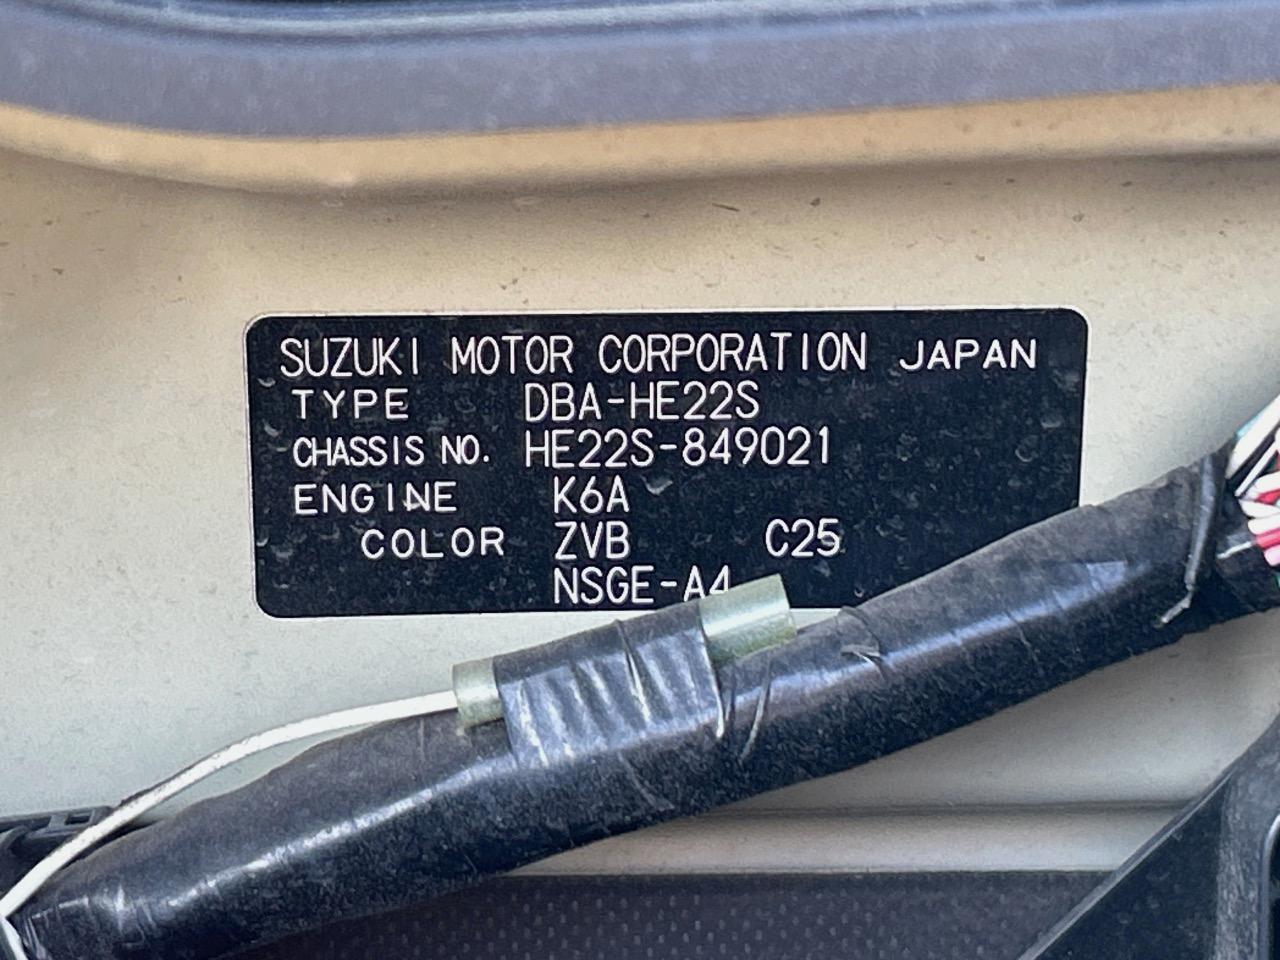 SUZUKI MOTOR CORPORATION JAPAN
TYPE DBA-HE22S
CHASSIS NO. HE22S-849021
ENGINE K6A
COLOR ZVB C25
NSGE-A4